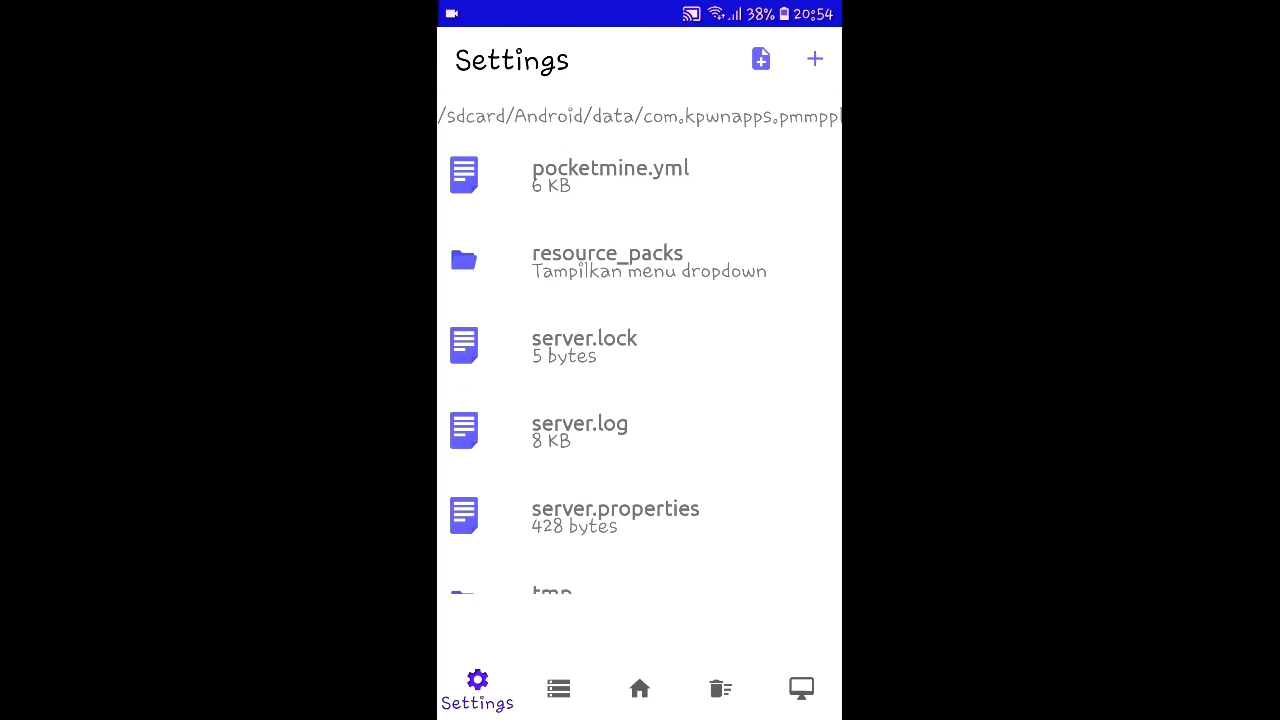 38% 20:54
Settings
/sdcard/Android/data/com.kpwnapps.pmmppl
pocketmine.yml
6 KB
resource_packs
Tampilkan menu dropdown
server.lock
5 bytes
server.log
8 KB
server.properties
428 bytes
tmp
Settings